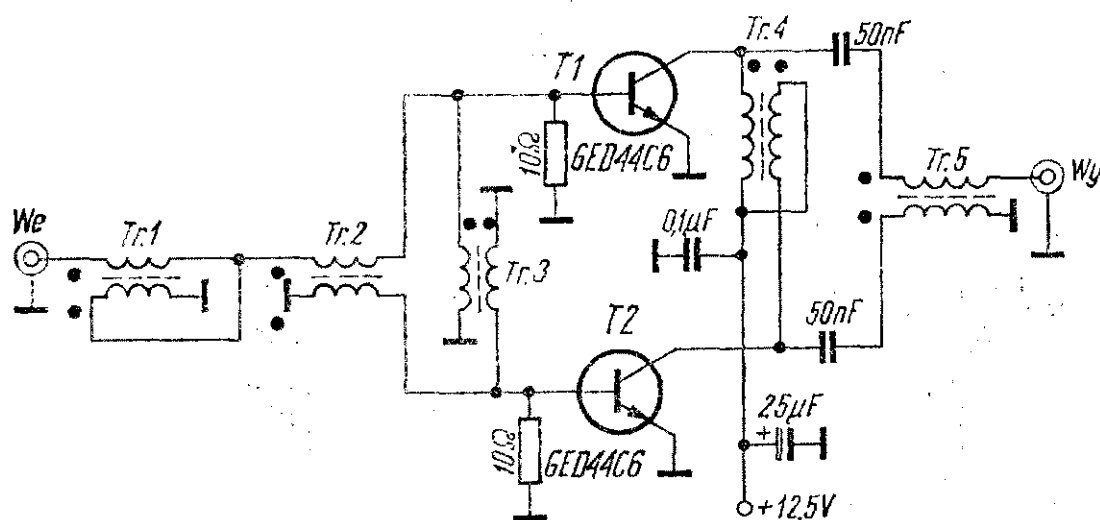 Tr.4
50nF
T1
10Ω
GED44C6
We
Tr.1
Tr.2
Tr.3
0,1µF
Tr.5
Wy
T2
50nF
10Ω
GED44C6
25µF
+
+12,5V